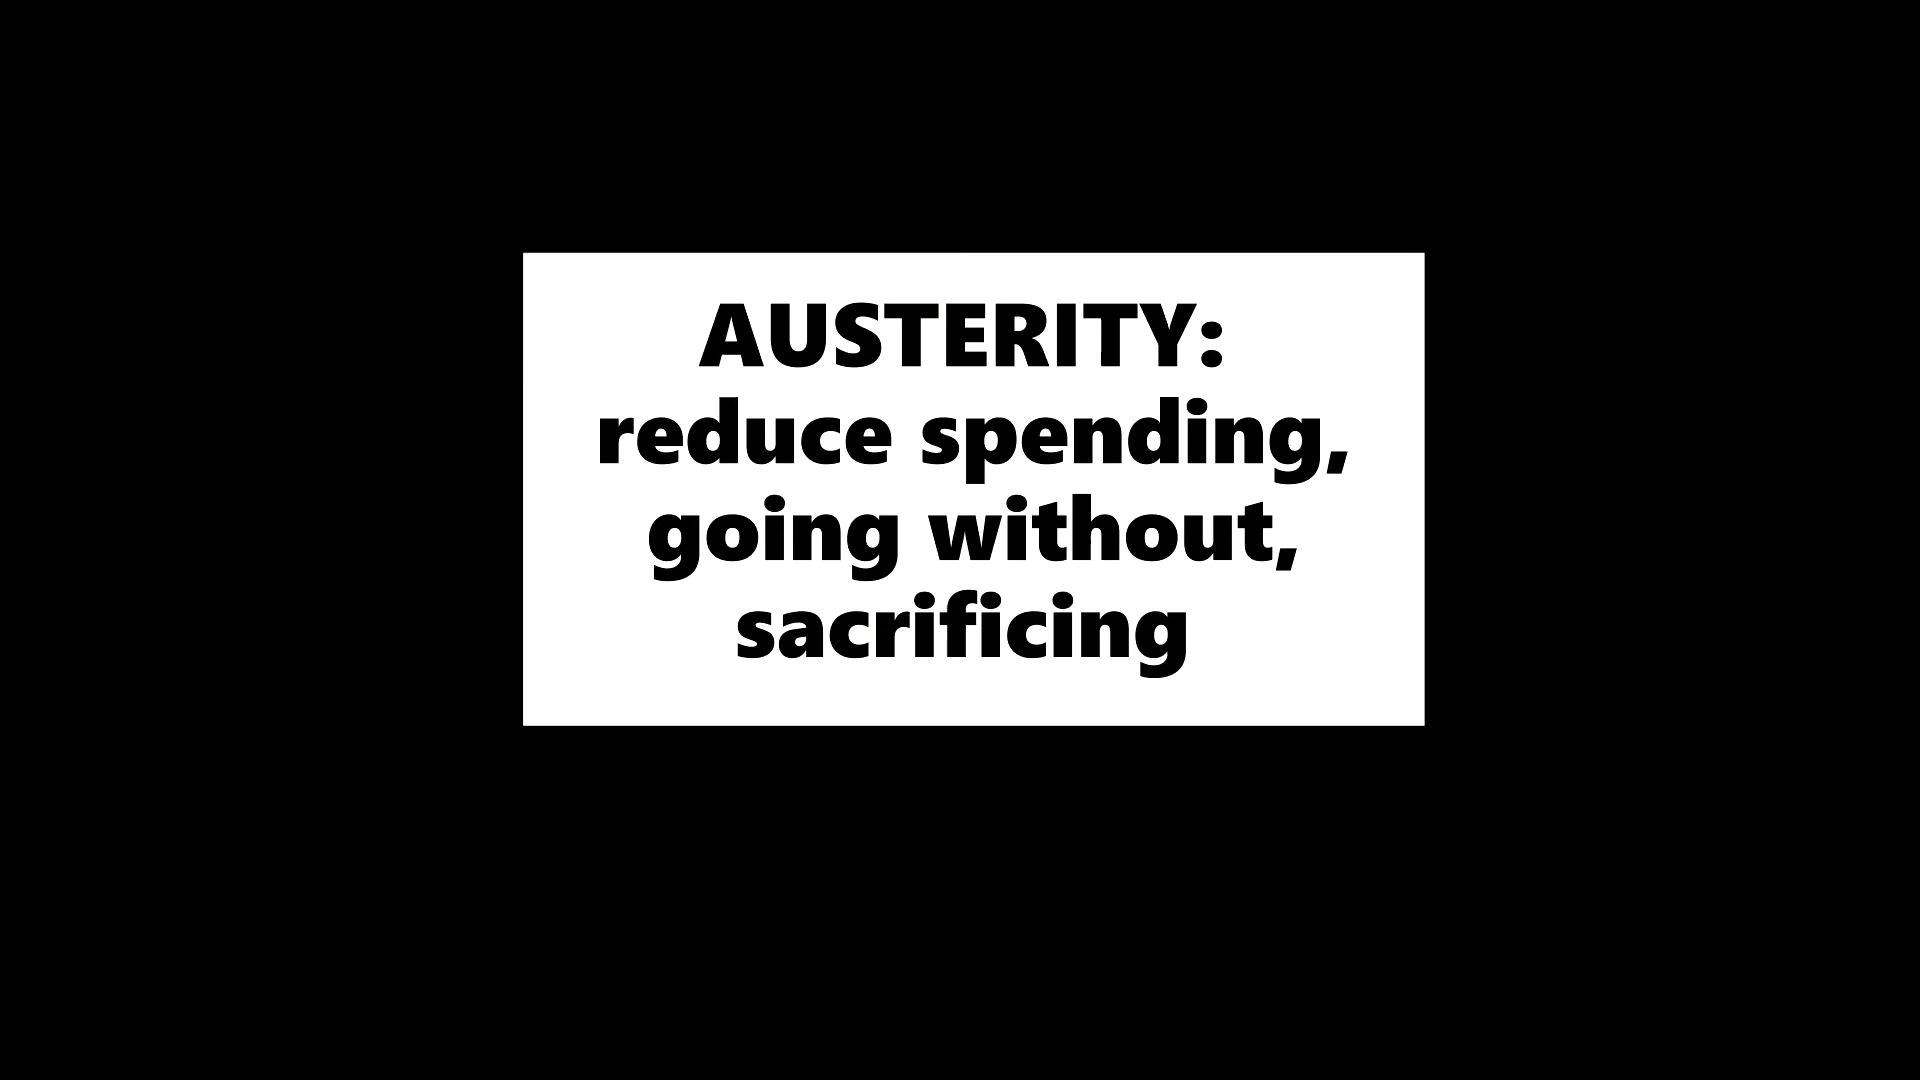 AUSTERITY:
reduce spending,
going without,
sacrificing